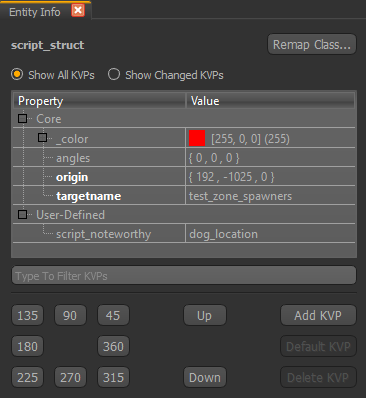 Entity Info
script_struct Remap Class...
Show All KVPs Show Changed KVPs
Property Value
Core
_color [255, 0, 0] (255)
angles { 0 , 0 , 0 }
origin { 192 , -1025 , 0 }
targetname test_zone_spawners
User-Defined
script_noteworthy dog_location
Type To Filter KVPs
135 90 45 Up Add KVP
180 360 Default KVP
225 270 315 Down Delete KVP